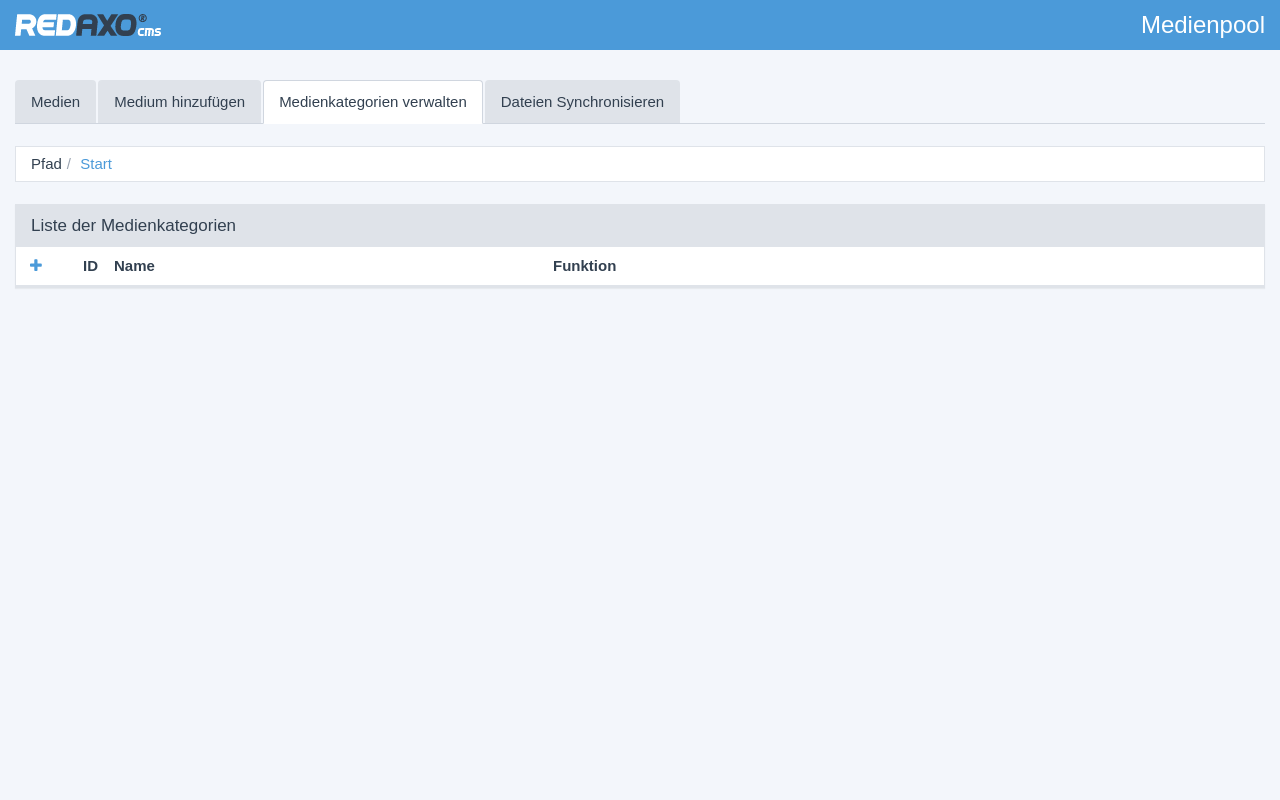 REDAXO® cms
Medienpool
Medien Medium hinzufügen Medienkategorien verwalten Dateien Synchronisieren
Pfad / Start
Liste der Medienkategorien
ID Name Funktion